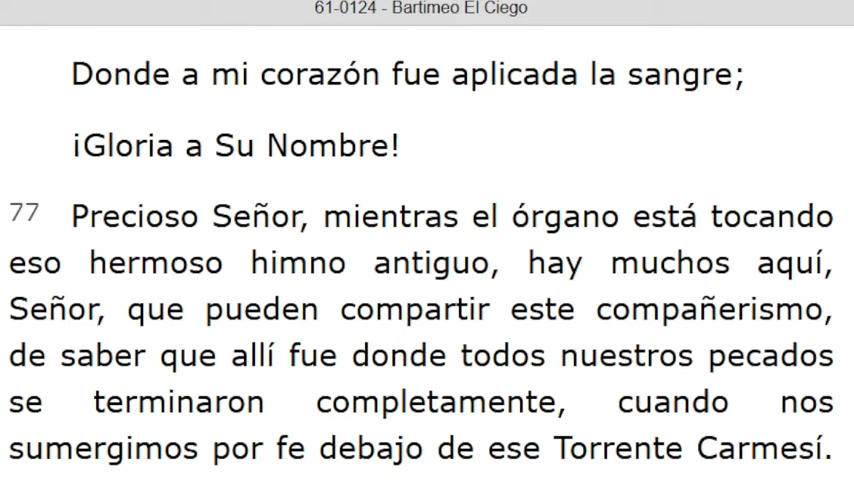 61-0124 - Bartimeo El Ciego
Donde a mi corazón fue aplicada la sangre;
¡Gloria a Su Nombre!
77 Precioso Señor, mientras el órgano está tocando
eso hermoso himno antiguo, hay muchos aquí,
Señor, que pueden compartir este compañerismo,
de saber que allí fue donde todos nuestros pecados
se terminaron completamente, cuando nos
sumergimos por fe debajo de ese Torrente Carmesí.